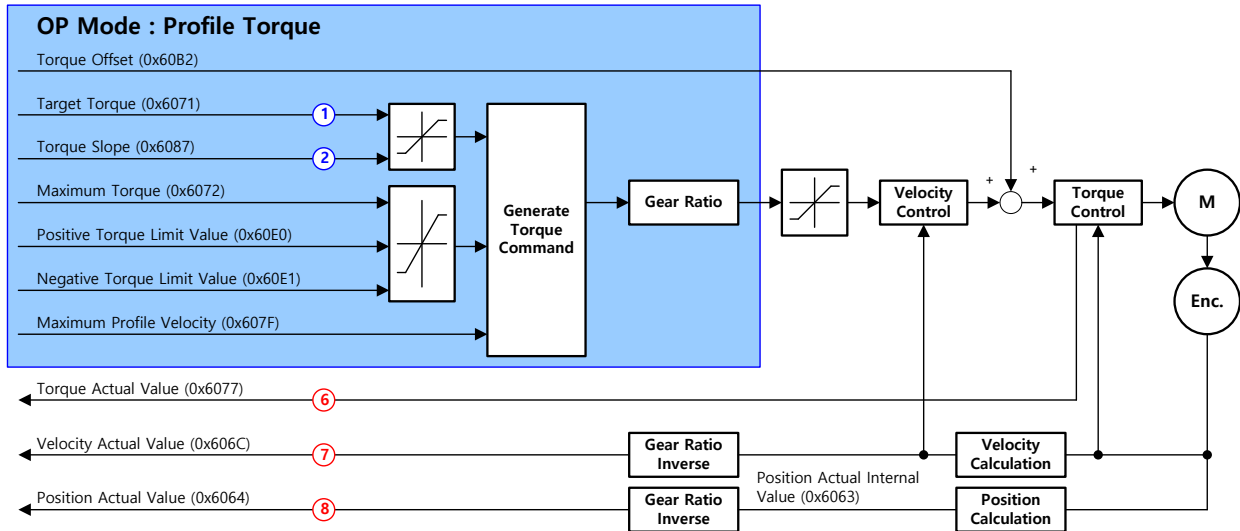 OP Mode : Profile Torque
Torque Offset (0x60B2)
Target Torque (0x6071)
1
Torque Slope (0x6087)
2
Maximum Torque (0x6072)
Positive Torque Limit Value (0x60E0)
Negative Torque Limit Value (0x60E1)
Maximum Profile Velocity (0x607F)
Generate
Torque
Command
Gear Ratio
Velocity
Control
+
+
Torque
Control
M
Enc.
Torque Actual Value (0x6077)
6
Velocity Actual Value (0x606C)
7
Gear Ratio
Inverse
Velocity
Calculation
Position Actual Value (0x6064)
8
Gear Ratio
Inverse
Position Actual Internal
Value (0x6063)
Position
Calculation